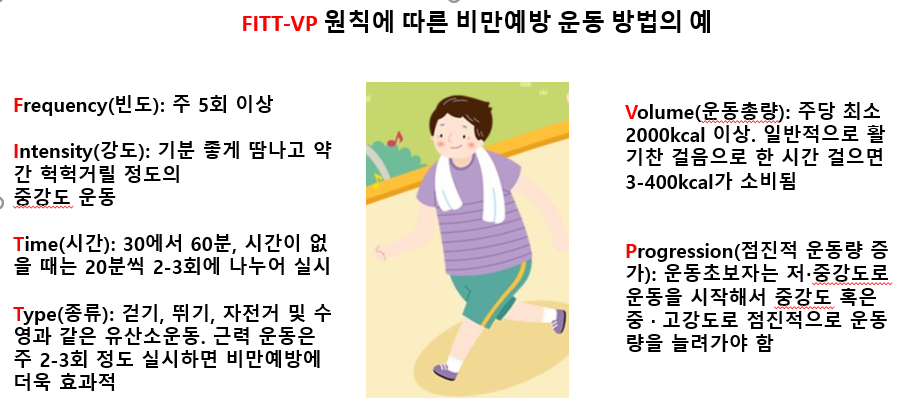 FITT-VP 원칙에 따른 비만예방 운동 방법의 예
Frequency(빈도): 주 5회 이상
Intensity(강도): 기분 좋게 땀나고 약
간 헉헉거릴 정도의
중강도 운동
Time(시간): 30에서 60분, 시간이 없
을 때는 20분씩 2-3회에 나누어 실시
Type(종류): 걷기, 뛰기, 자전거 및 수
영과 같은 유산소운동. 근력 운동은
주 2-3회 정도 실시하면 비만예방에
더욱 효과적
Volume(운동총량): 주당 최소
2000kcal 이상. 일반적으로 활
기찬 걸음으로 한 시간 걸으면
3-400kcal가 소비됨
Progression(점진적 운동량 증
가): 운동초보자는 저·중강도로
운동을 시작해서 중강도 혹은
중 · 고강도로 점진적으로 운동
량을 늘려가야 함